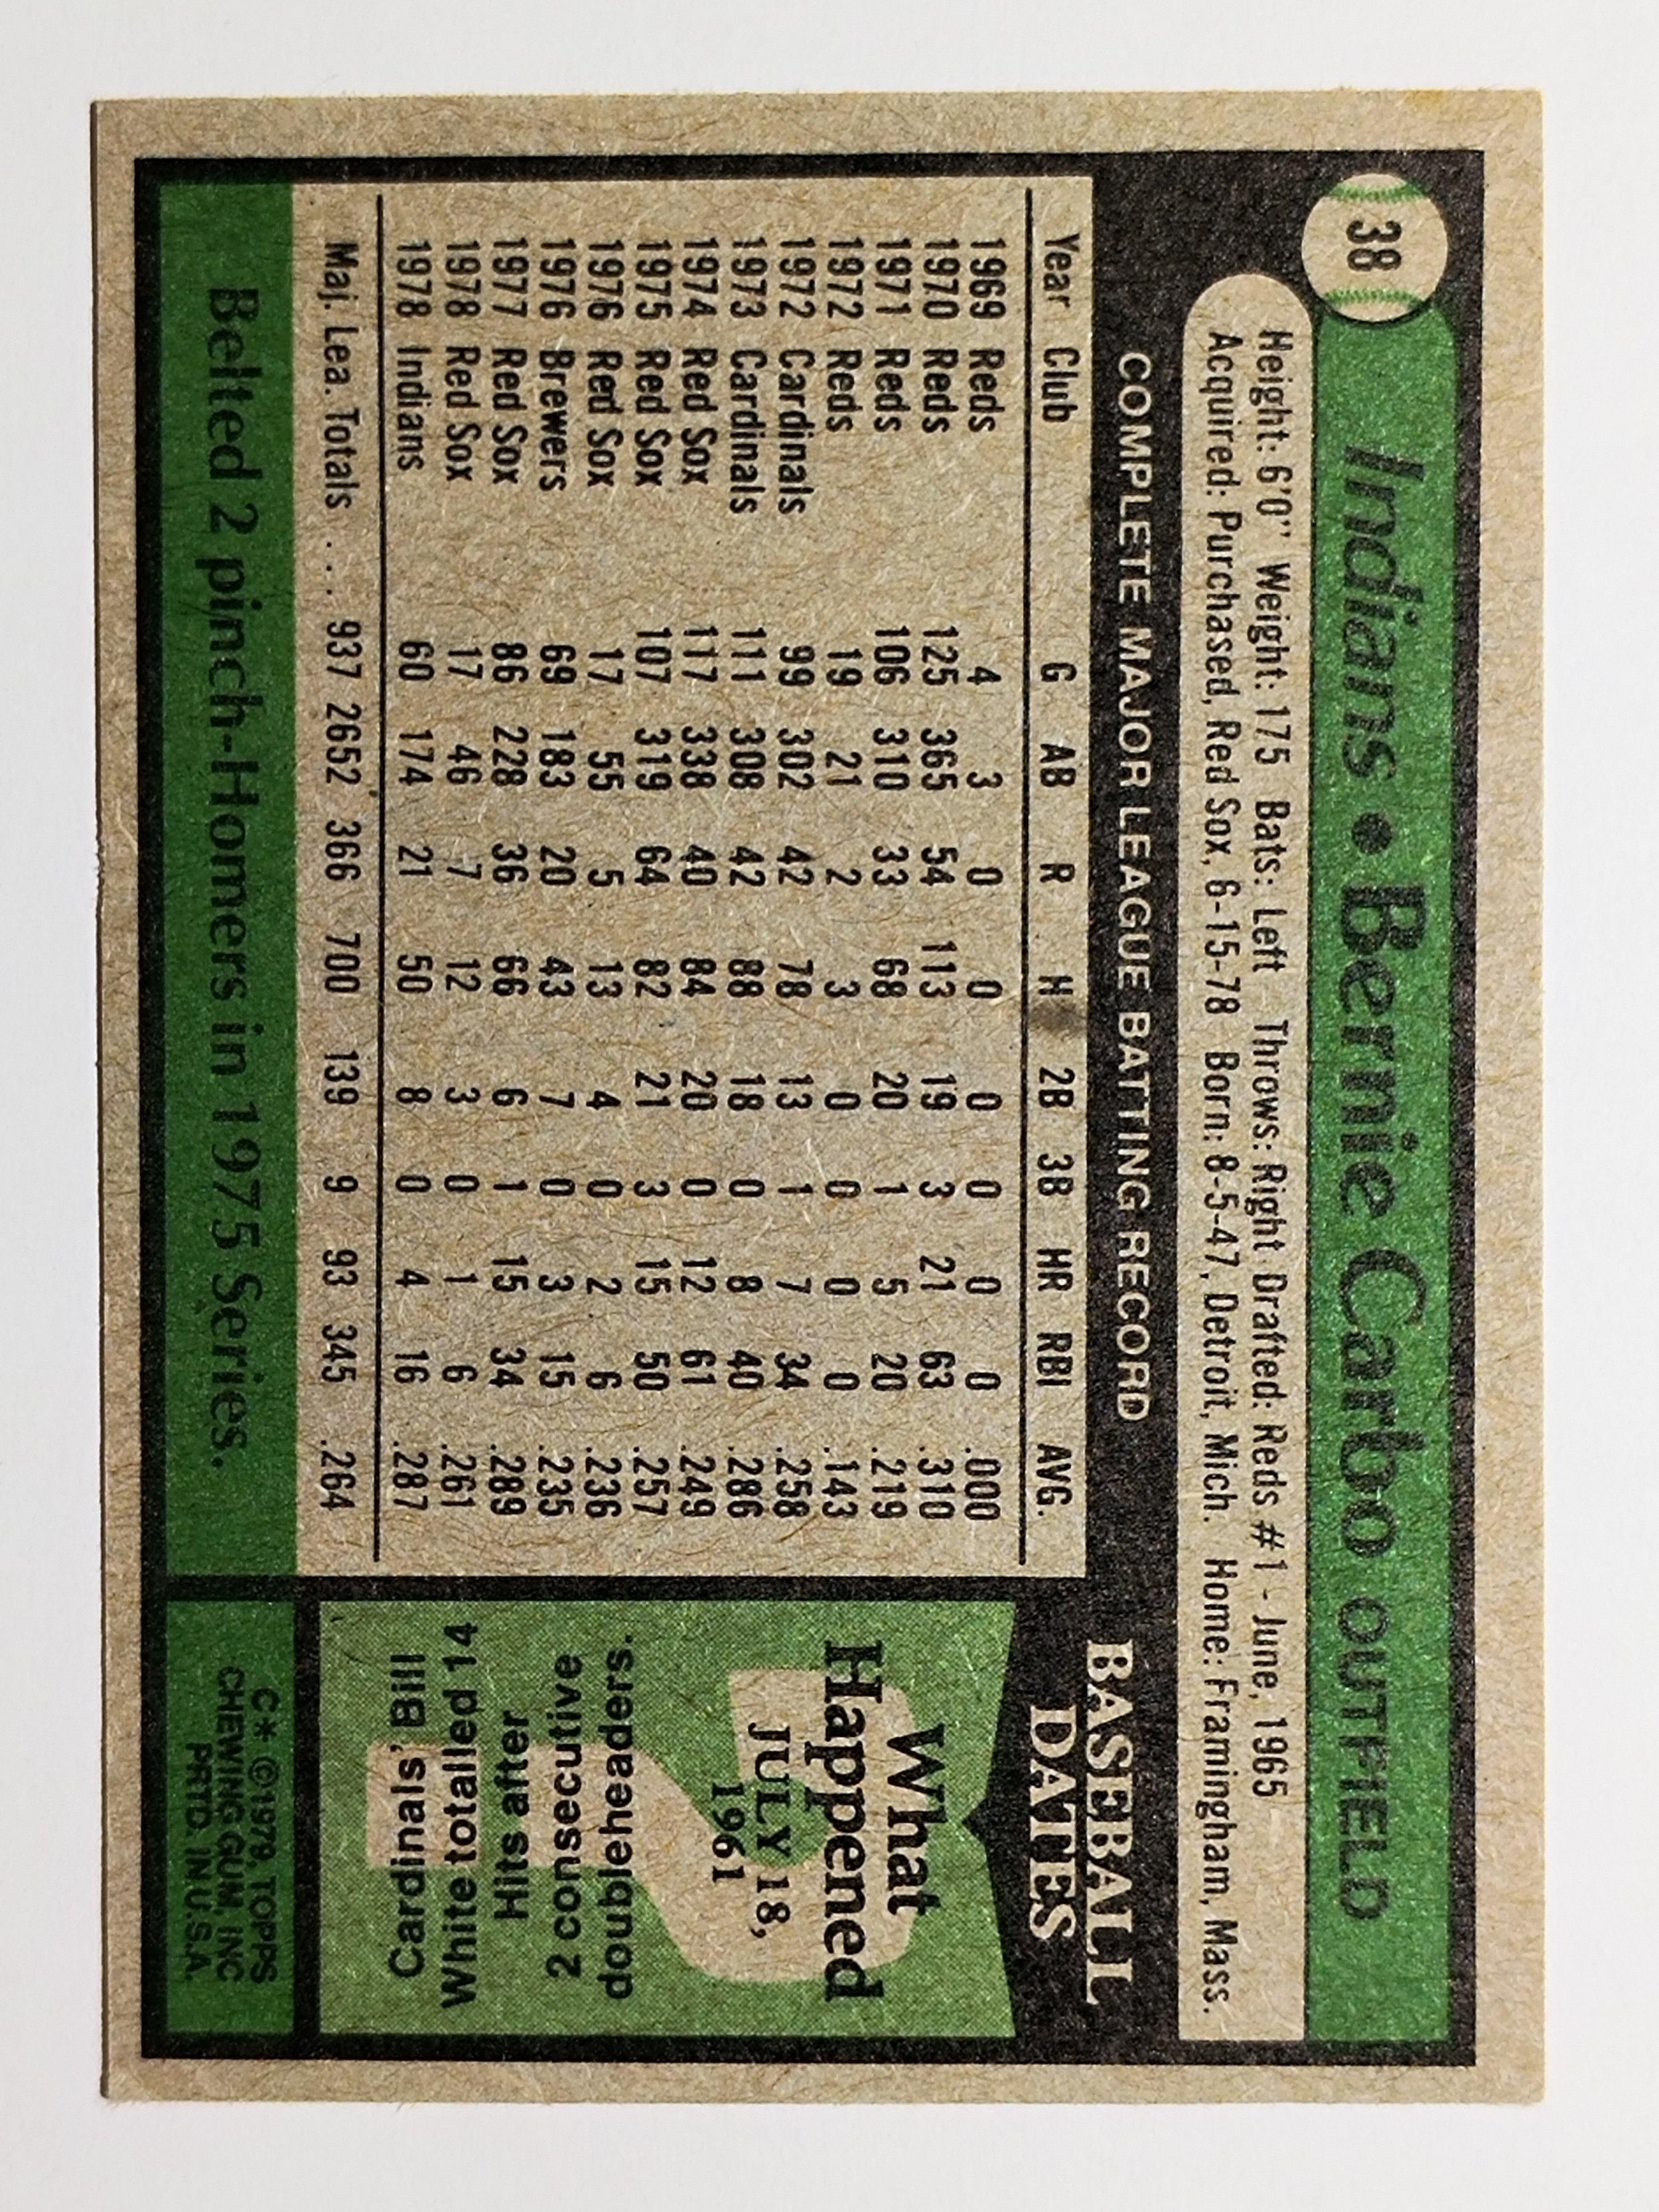 38
Indians • Bernie Carbo OUTFIELD
Height: 6'0" Weight: 175 Bats: Left Throws: Right Drafted: Reds #1 - June, 1965
Acquired: Purchased, Red Sox, 6-15-78 Born: 8-5-47, Detroit, Mich. Home: Framingham, Mass.
COMPLETE MAJOR LEAGUE BATTING RECORD
Year Club G AB R H 2B 3B HR RBI AVG.
1969 Reds 4 3 0 0 0 0 0 0 .000
1970 Reds 125 365 54 113 19 3 21 63 .310
1971 Reds 106 310 33 68 20 1 5 20 .219
1972 Reds 19 21 2 3 0 0 0 0 .143
1972 Cardinals 99 302 42 78 13 1 7 34 .258
1973 Cardinals 111 308 42 88 18 0 8 40 .286
1974 Red Sox 117 338 40 84 20 0 12 61 .249
1975 Red Sox 107 319 64 82 21 3 15 50 .257
1976 Red Sox 17 55 5 13 4 0 2 6 .236
1976 Brewers 69 183 20 43 7 0 3 15 .235
1977 Red Sox 86 228 36 66 6 1 15 34 .289
1978 Red Sox 17 46 7 12 3 0 1 6 .261
1978 Indians 60 174 21 50 8 0 4 16 .287
Maj. Lea. Totals . . . 937 2652 366 700 139 9 93 345 .264
Belted 2 pinch-Homers in 1975 Series.
BASEBALL
DATES
What
Happened
JULY 18,
1961
doubleheaders.
2 consecutive
Hits after
White totalled 14
Cardinals' Bill
C* ©1979, TOPPS
CHEWING GUM, INC
PRTD. IN U.S.A.